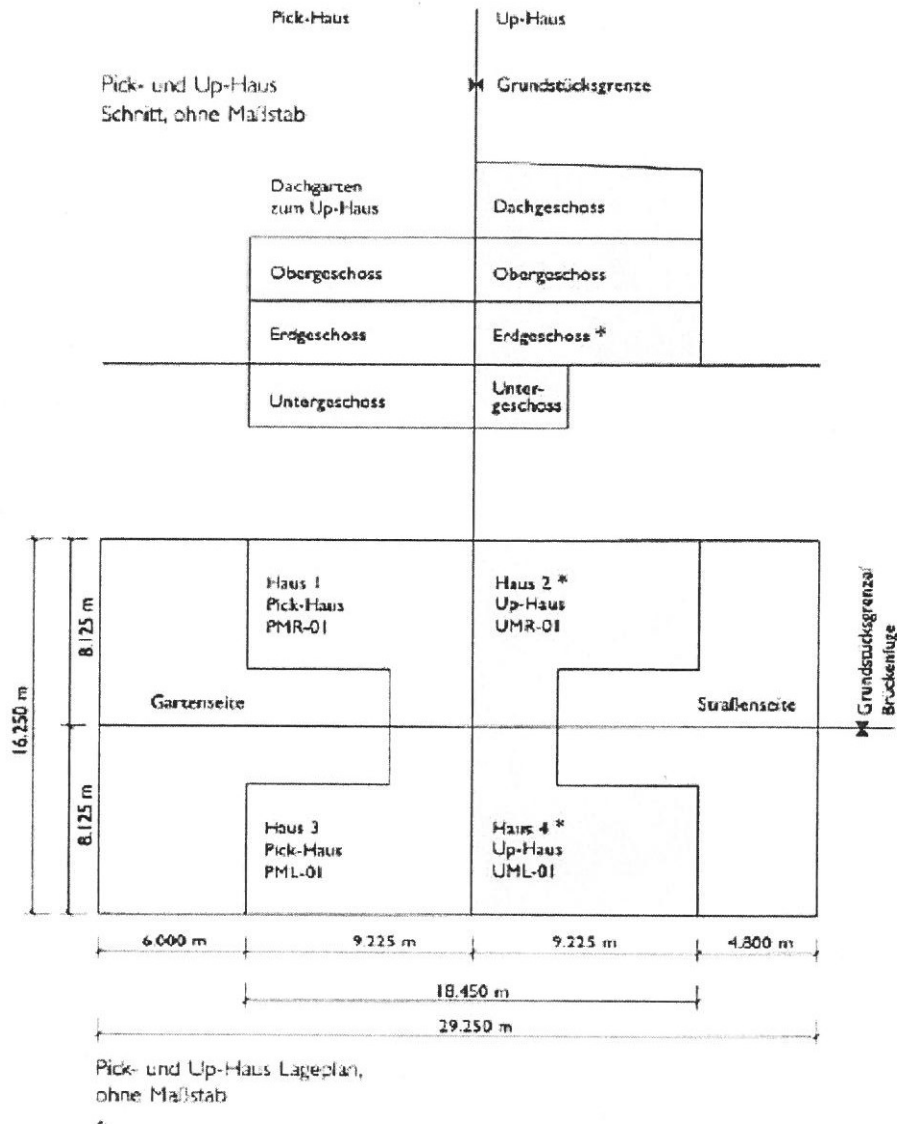 Pick-Haus
Up-Haus
Pick- und Up-Haus
Schnitt, ohne Maßstab
Grundstücksgrenze
Dachgarten
zum Up-Haus
Dachgeschoss
Obergeschoss
Obergeschoss
Erdgeschoss
Erdgeschoss *
Untergeschoss
Unter-
geschoss
Haus 1
Pick-Haus
PMR-01
Haus 2 *
Up-Haus
UMR-01
8.125 m
16.250 m
Gartenseite
Straßenseite
Grundstücksgrenze/
Brückenfuge
8.125 m
Haus 3
Pick-Haus
PML-01
Haus 4 *
Up-Haus
UML-01
6.000 m
9.225 m
9.225 m
4.800 m
18.450 m
29.250 m
Pick- und Up-Haus Lageplan,
ohne Maßstab